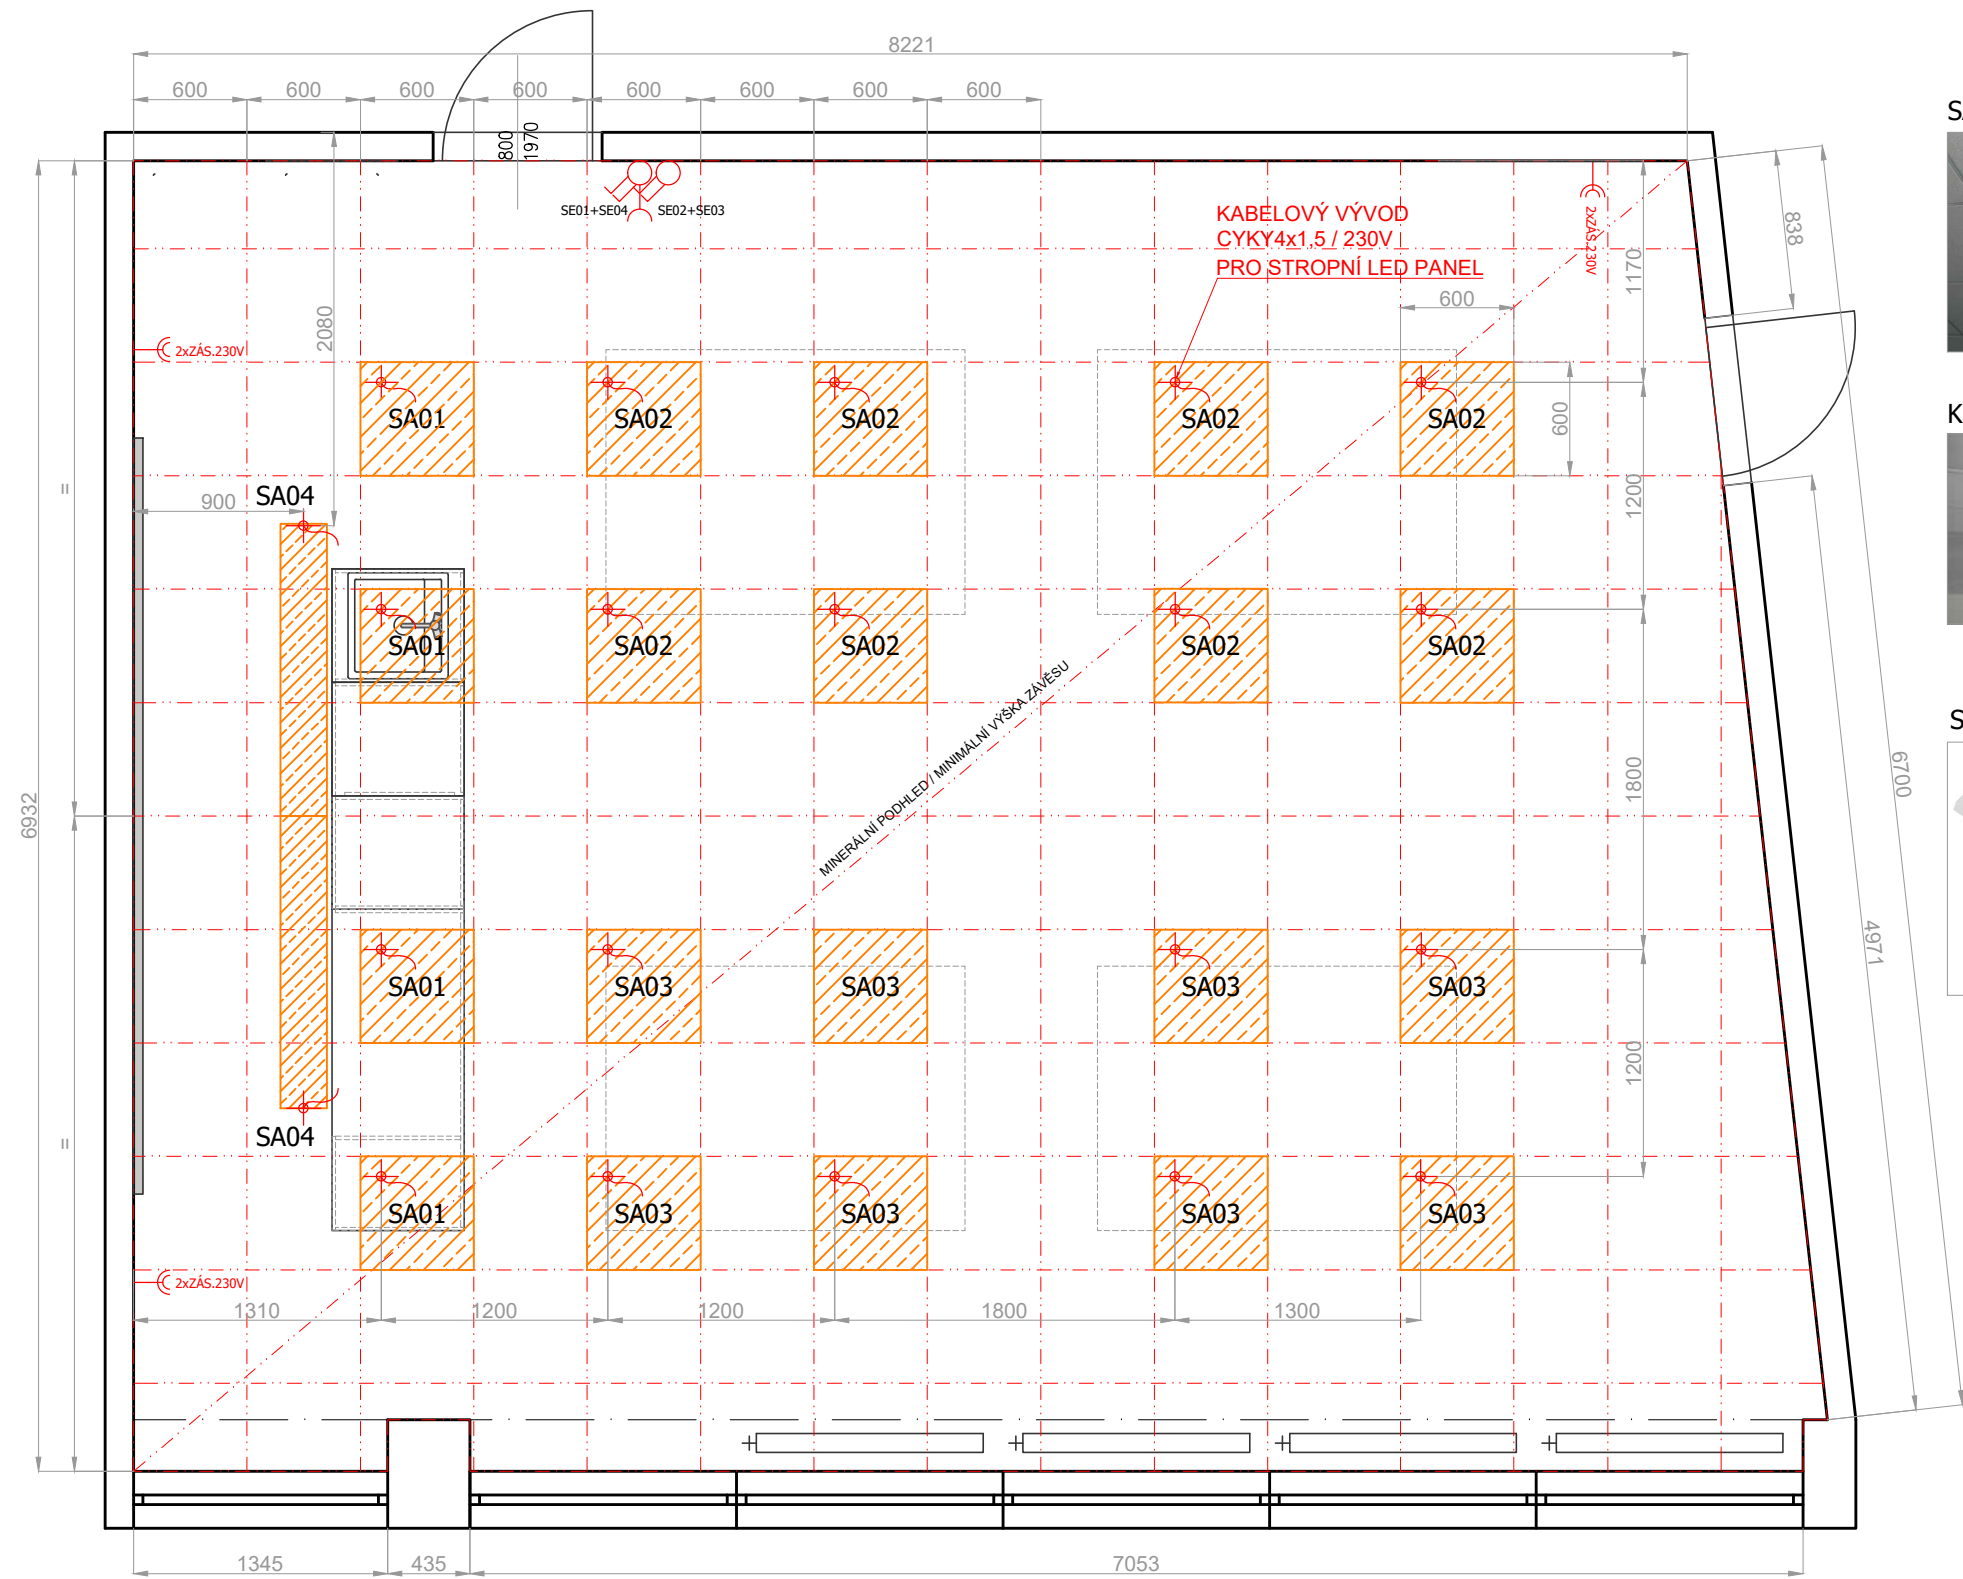 8221
600 600 600 600 600 600 600 600
800
1970
SE01+SE04 SE02+SE03
KABELOVÝ VÝVOD
CYKY4x1,5 / 230V
PRO STROPNÍ LED PANEL
2xZÁS.230V
1170
838
600
2080
2xZÁS.230V
SA01 SA02 SA02 SA02 SA02
600
K
=
900
SA04
1200
SA01 SA02 SA02 SA02 SA02
MINERÁLNÍ PODHLED / MINIMÁLNÍ VÝŠKA ZÁVĚSU
S
1800
6700
6932
4971
SA01 SA03 SA03 SA03 SA03
1200
=
SA04
SA01 SA03 SA03 SA03 SA03
2xZÁS.230V
1310 1200 1200 1800 1300
1345 435 7053